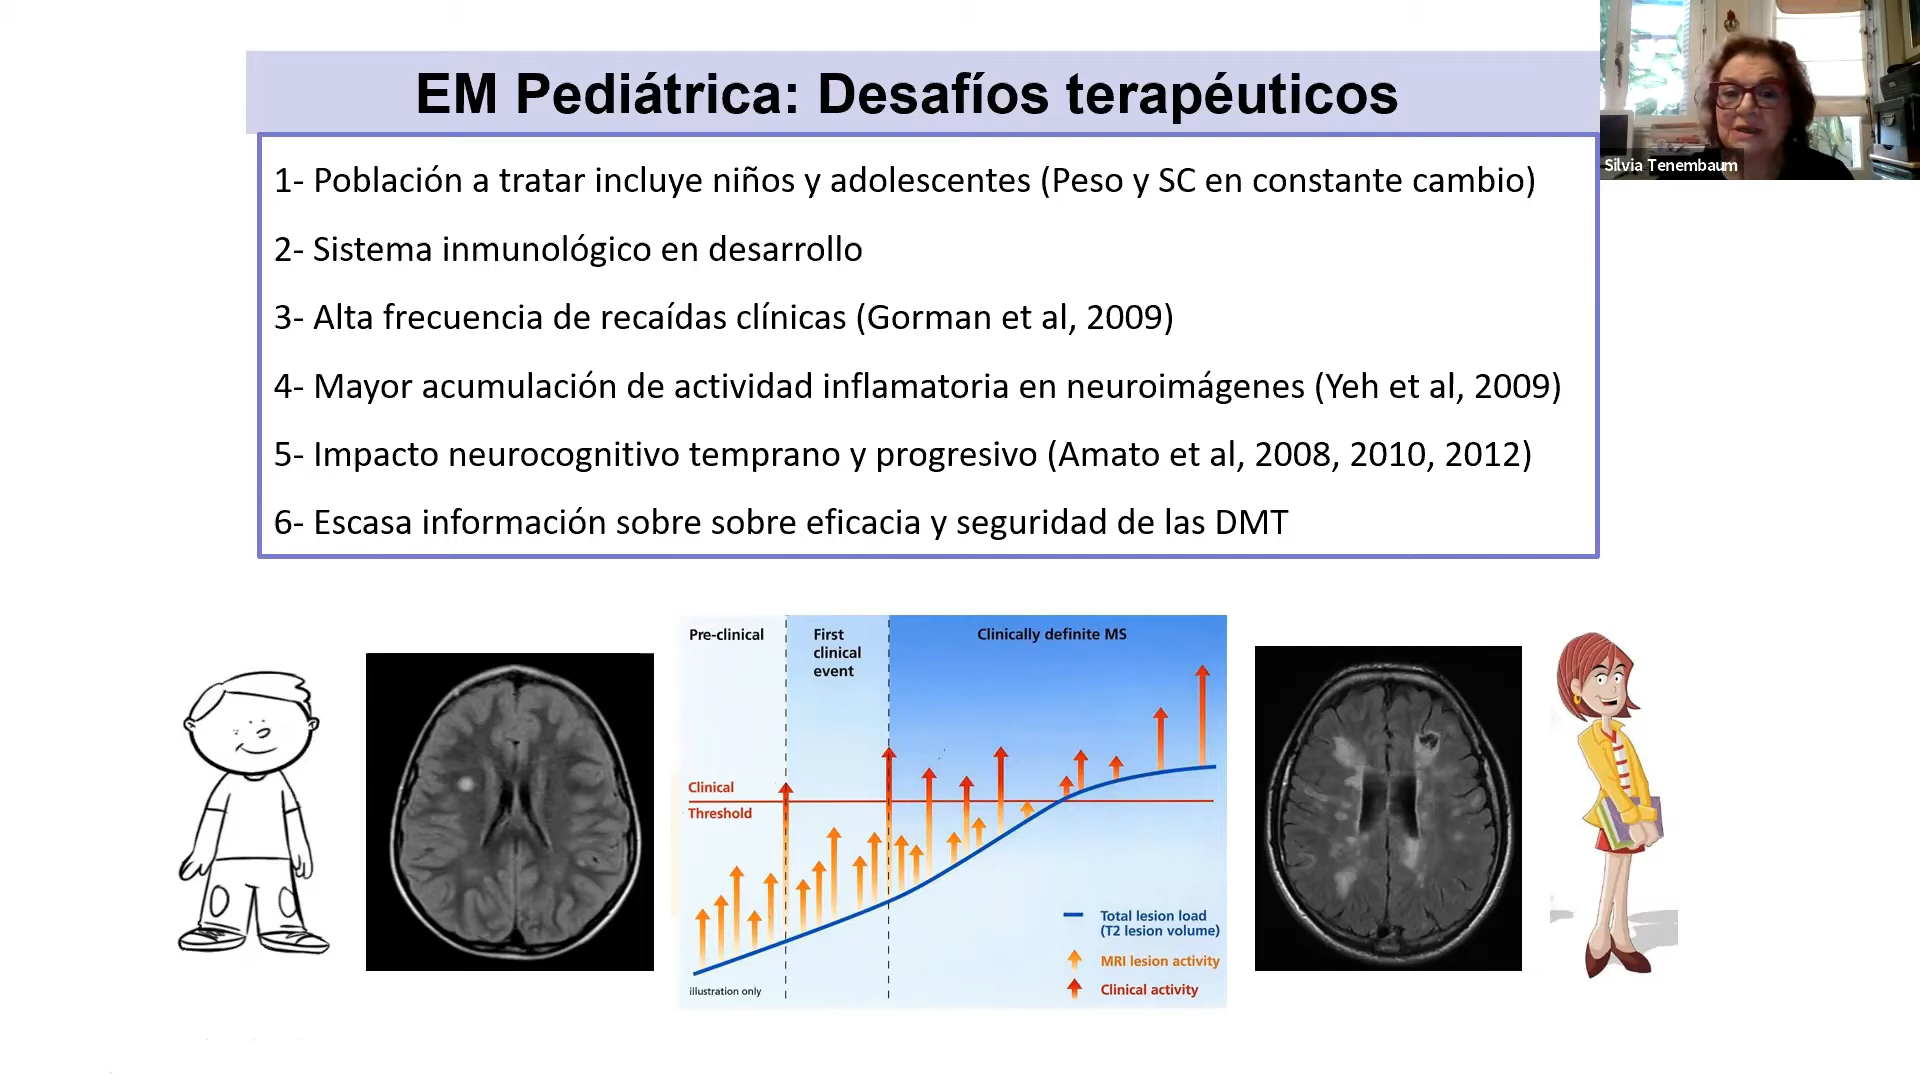 EM Pediátrica: Desafíos terapéuticos
Silvia Tenembaum
1- Población a tratar incluye niños y adolescentes (Peso y SC en constante cambio)
2- Sistema inmunológico en desarrollo
3- Alta frecuencia de recaídas clínicas (Gorman et al, 2009)
4- Mayor acumulación de actividad inflamatoria en neuroimágenes (Yeh et al, 2009)
5- Impacto neurocognitivo temprano y progresivo (Amato et al, 2008, 2010, 2012)
6- Escasa información sobre sobre eficacia y seguridad de las DMT
Pre-clinical
First
clinical
event
Clinically definite MS
Clinical
Threshold
Total lesion load
(T2 lesion volume)
MRI lesion activity
Clinical activity
illustration only